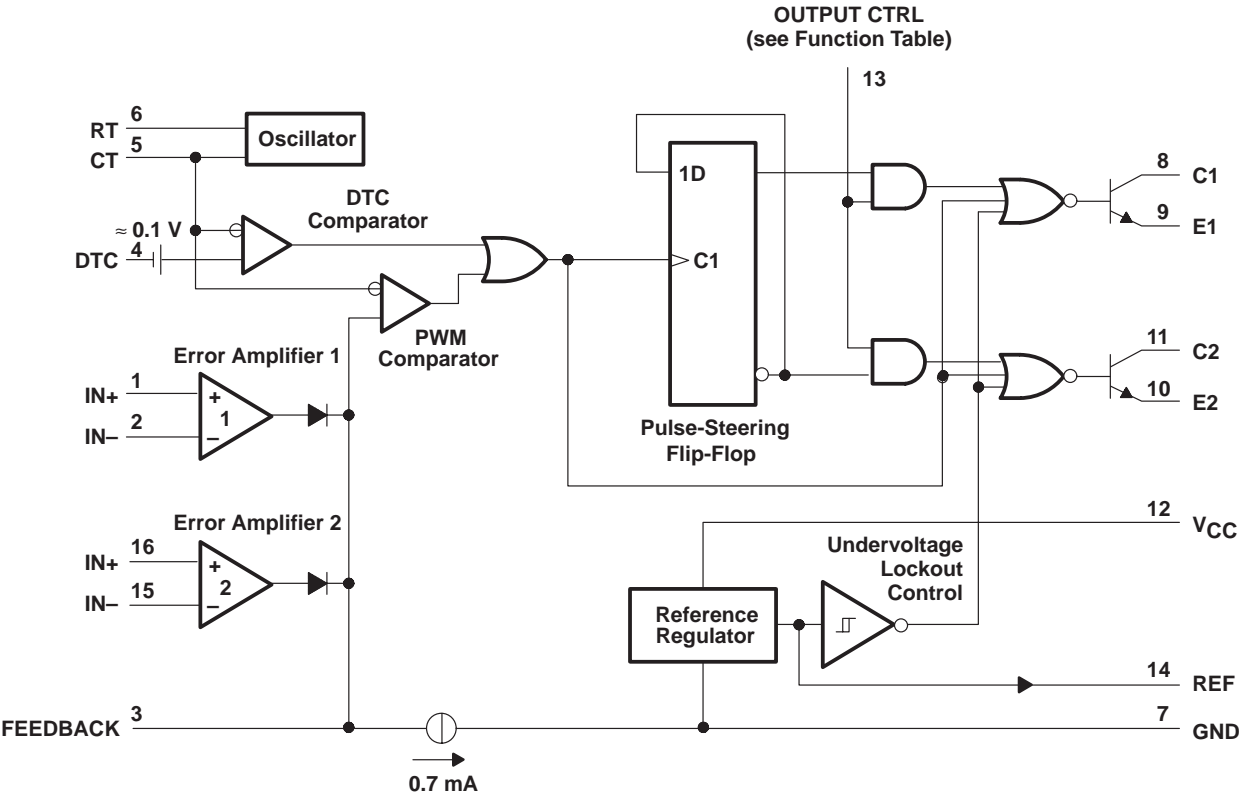 OUTPUT CTRL
(see Function Table)
13
RT 6
CT 5
Oscillator
DTC
Comparator
≈ 0.1 V
DTC 4
PWM
Comparator
1D
C1
Pulse-Steering
Flip-Flop
8 C1
9 E1
11 C2
10 E2
Error Amplifier 1
IN+ 1
IN– 2
+
1
–
Error Amplifier 2
IN+ 16
IN– 15
+
2
–
12 VCC
Undervoltage
Lockout
Control
Reference
Regulator
14 REF
7 GND
FEEDBACK 3
0.7 mA